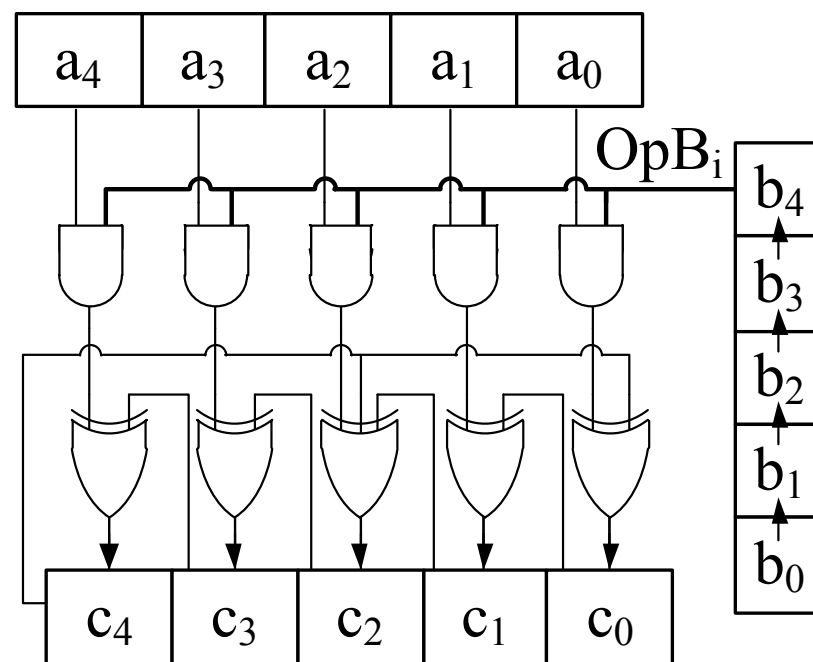 a₄ a₃ a₂ a₁ a₀
OpBᵢ
b₄
b₃
b₂
b₁
b₀
c₄ c₃ c₂ c₁ c₀